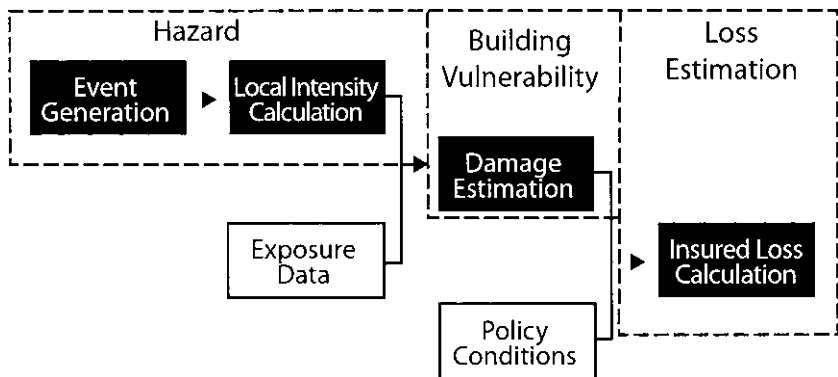 Hazard
Building
Vulnerability
Loss
Estimation
Event
Generation
Local Intensity
Calculation
Damage
Estimation
Exposure
Data
Insured Loss
Calculation
Policy
Conditions